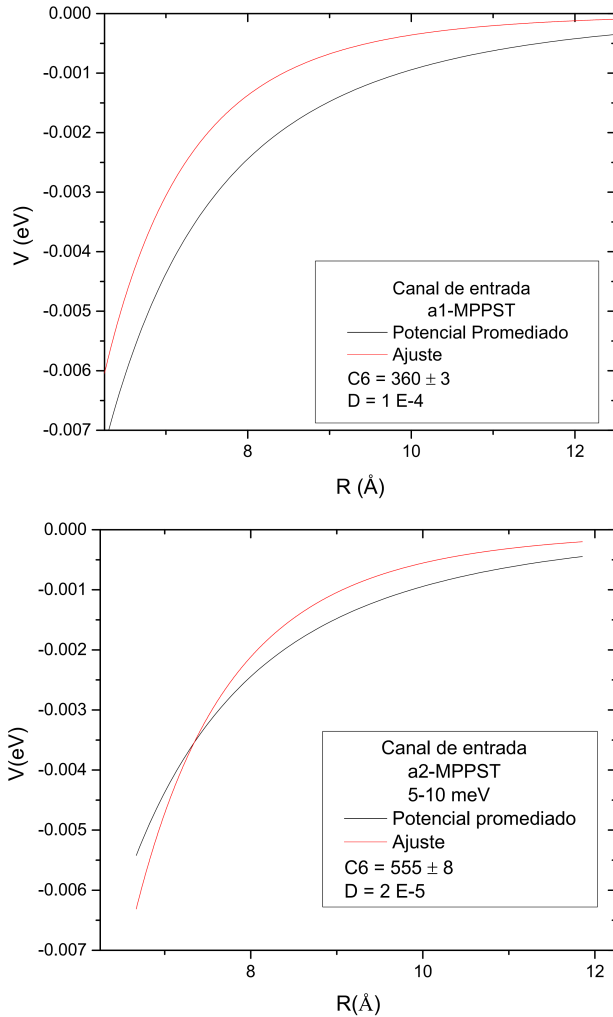 0.000
-0.001
-0.002
-0.003
-0.004
-0.005
-0.006
-0.007
V (eV)
8
10
12
R (Å)
Canal de entrada
a1-MPPST
Potencial Promediado
Ajuste
C6 = 360 ± 3
D = 1 E-4
0.000
-0.001
-0.002
-0.003
-0.004
-0.005
-0.006
-0.007
V(eV)
8
10
12
R(Å)
Canal de entrada
a2-MPPST
5-10 meV
Potencial promediado
Ajuste
C6 = 555 ± 8
D = 2 E-5